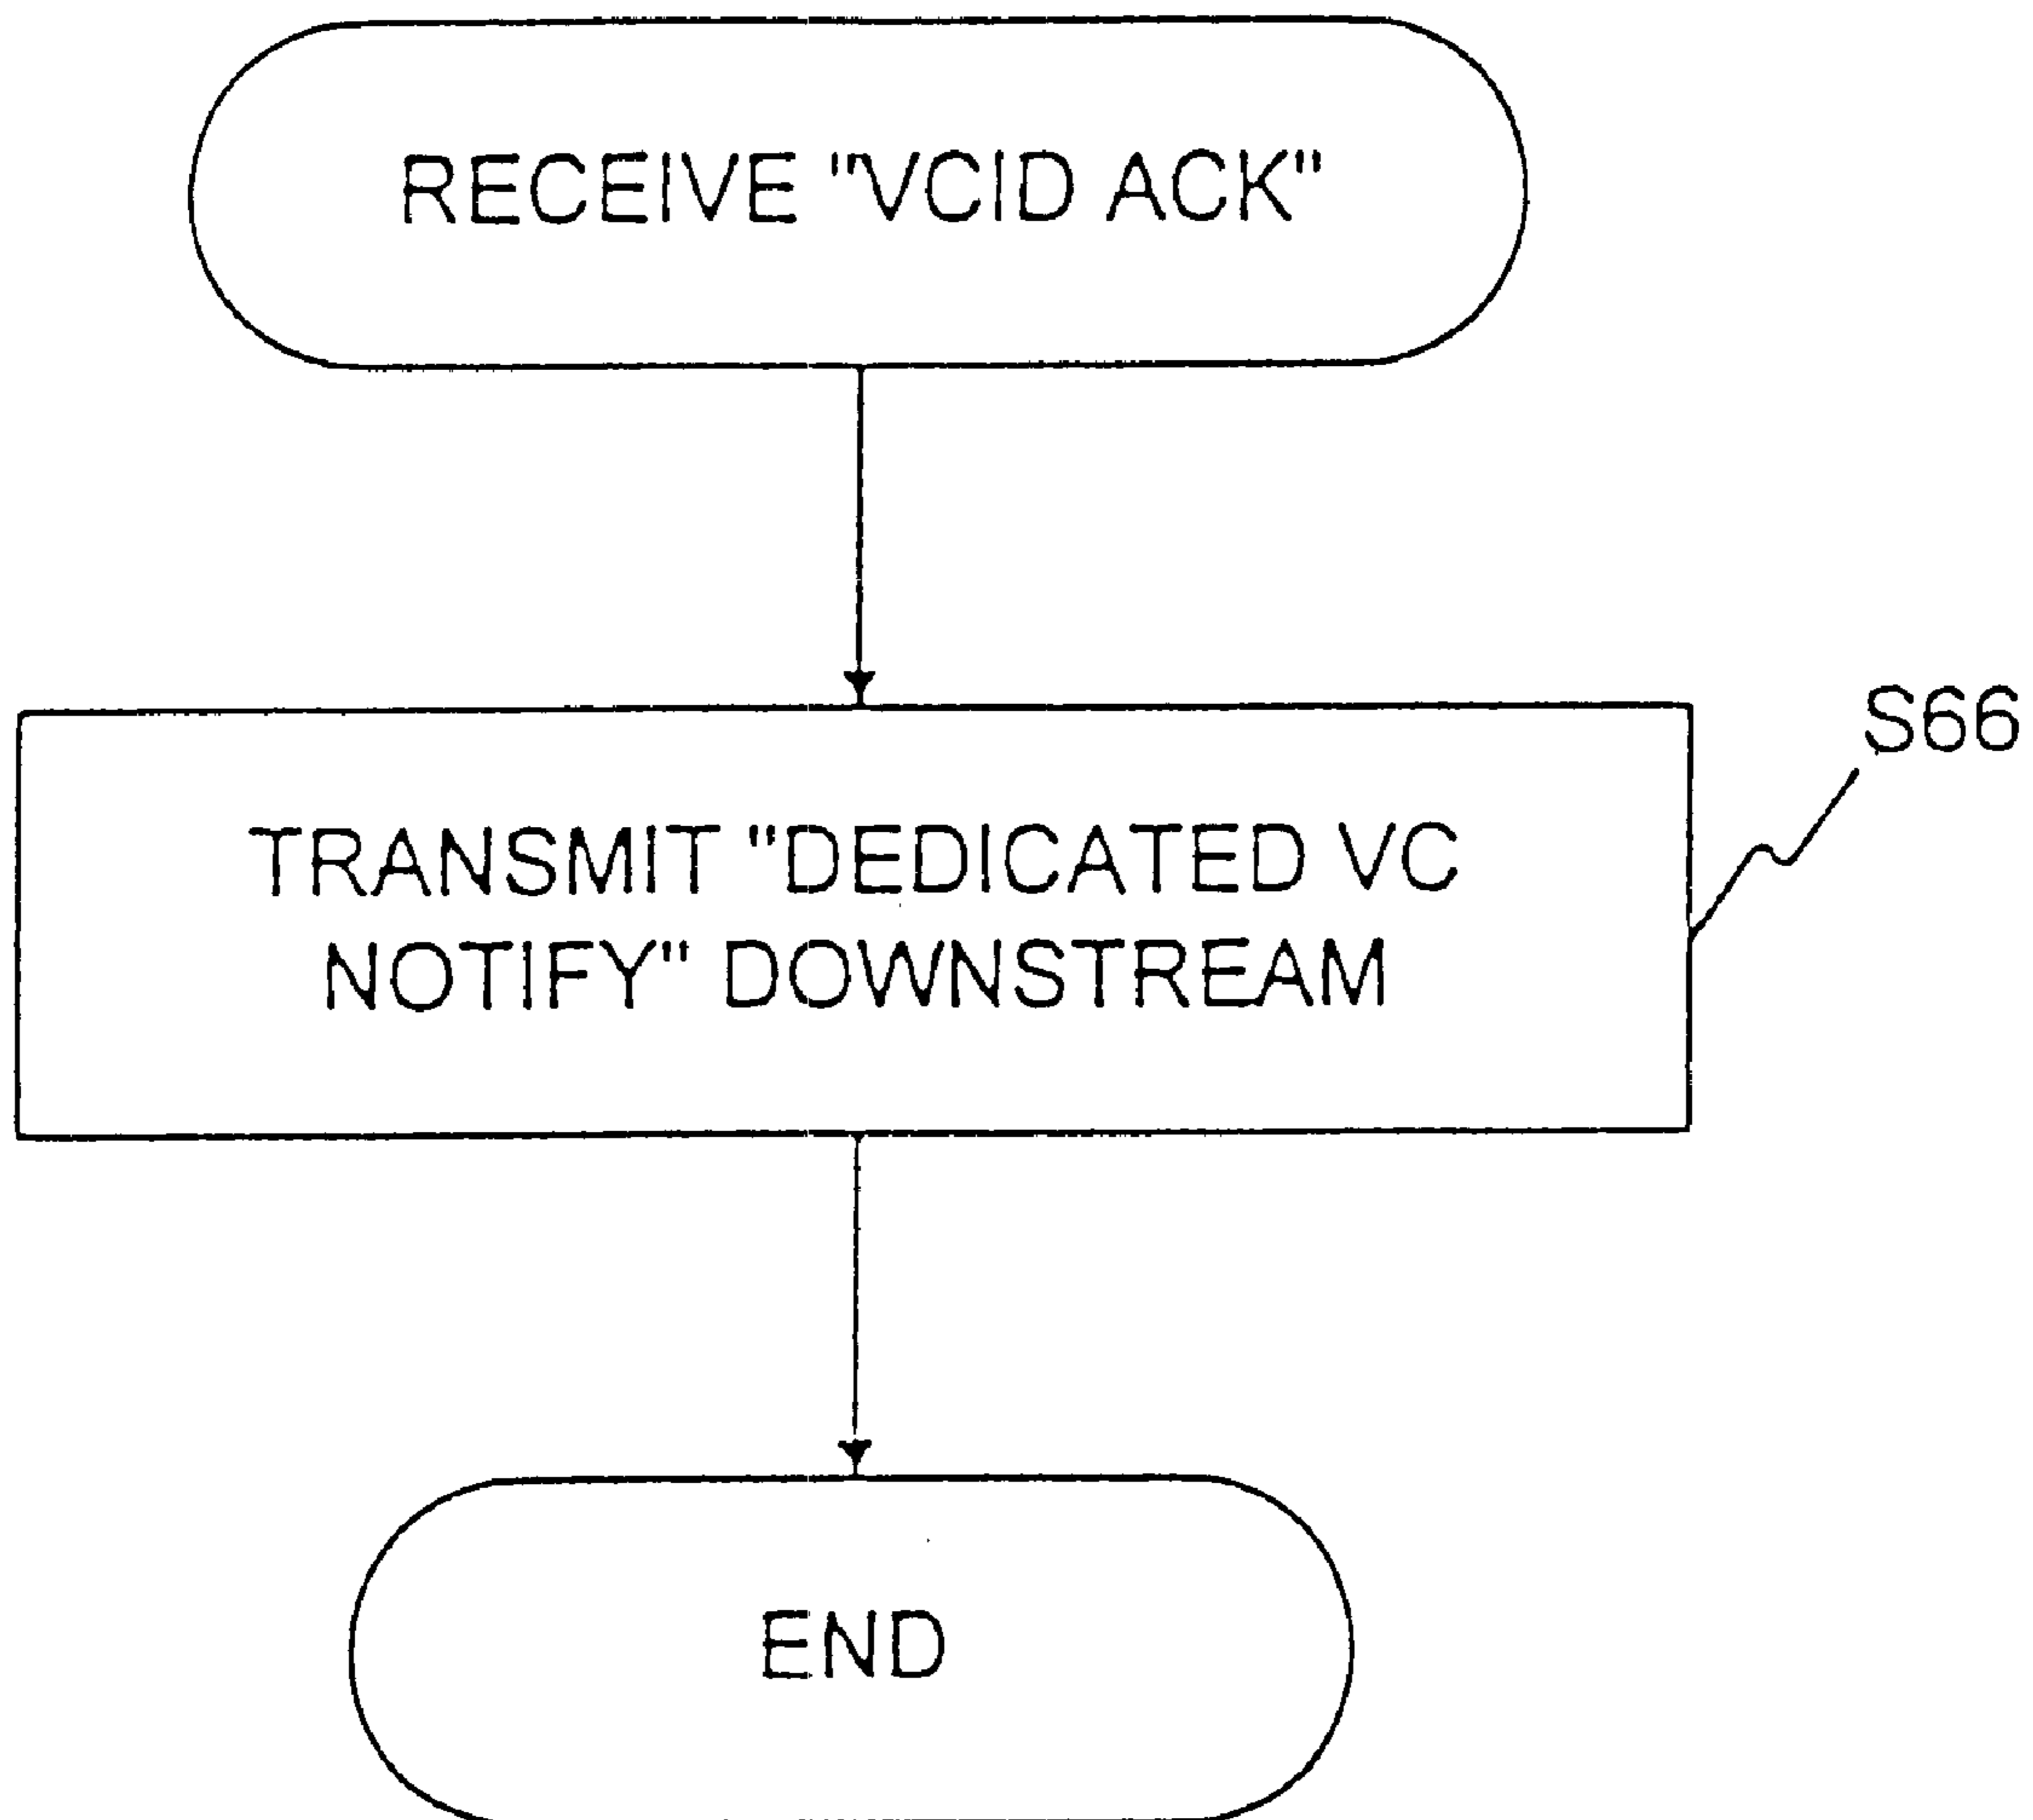 RECEIVE "VCID ACK"
S66
TRANSMIT "DEDICATED VC
NOTIFY" DOWNSTREAM
END